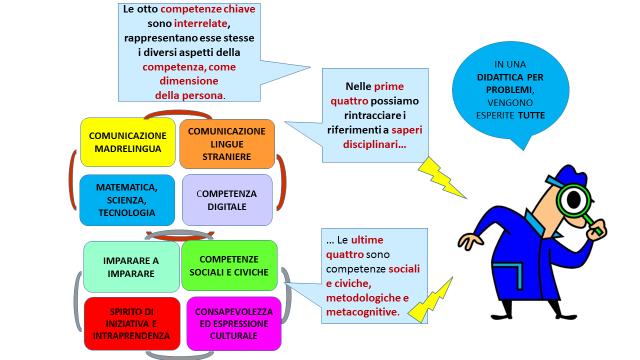 Le otto competenze chiave
sono interrelate,
rappresentano esse stesse
i diversi aspetti della
competenza, come
dimensione
della persona.
Nelle prime
quattro possiamo
rintracciare i
riferimenti a saperi
disciplinari...
IN UNA
DIDATTICA PER
PROBLEMI,
VENGONO
ESPERITE TUTTE
COMUNICAZIONE
MADRELINGUA
COMUNICAZIONE
LINGUE
STRANIERE
MATEMATICA,
SCIENZA,
TECNOLOGIA
COMPETENZA
DIGITALE
... Le ultime
quattro sono
competenze sociali
e civiche,
metodologiche e
metacognitive.
IMPARARE A
IMPARARE
COMPETENZE
SOCIALI E CIVICHE
SPIRITO DI
INIZIATIVA E
INTRAPRENDENZA
CONSAPEVOLEZZA
ED ESPRESSIONE
CULTURALE